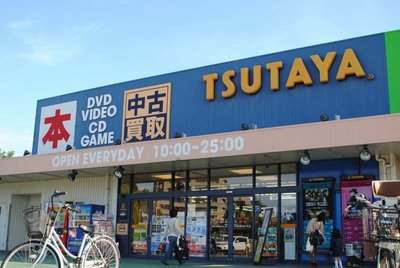 本
DVD
VIDEO
CD
GAME
中古
買取
TSUTAYA
OPEN EVERYDAY 10:00~25:00